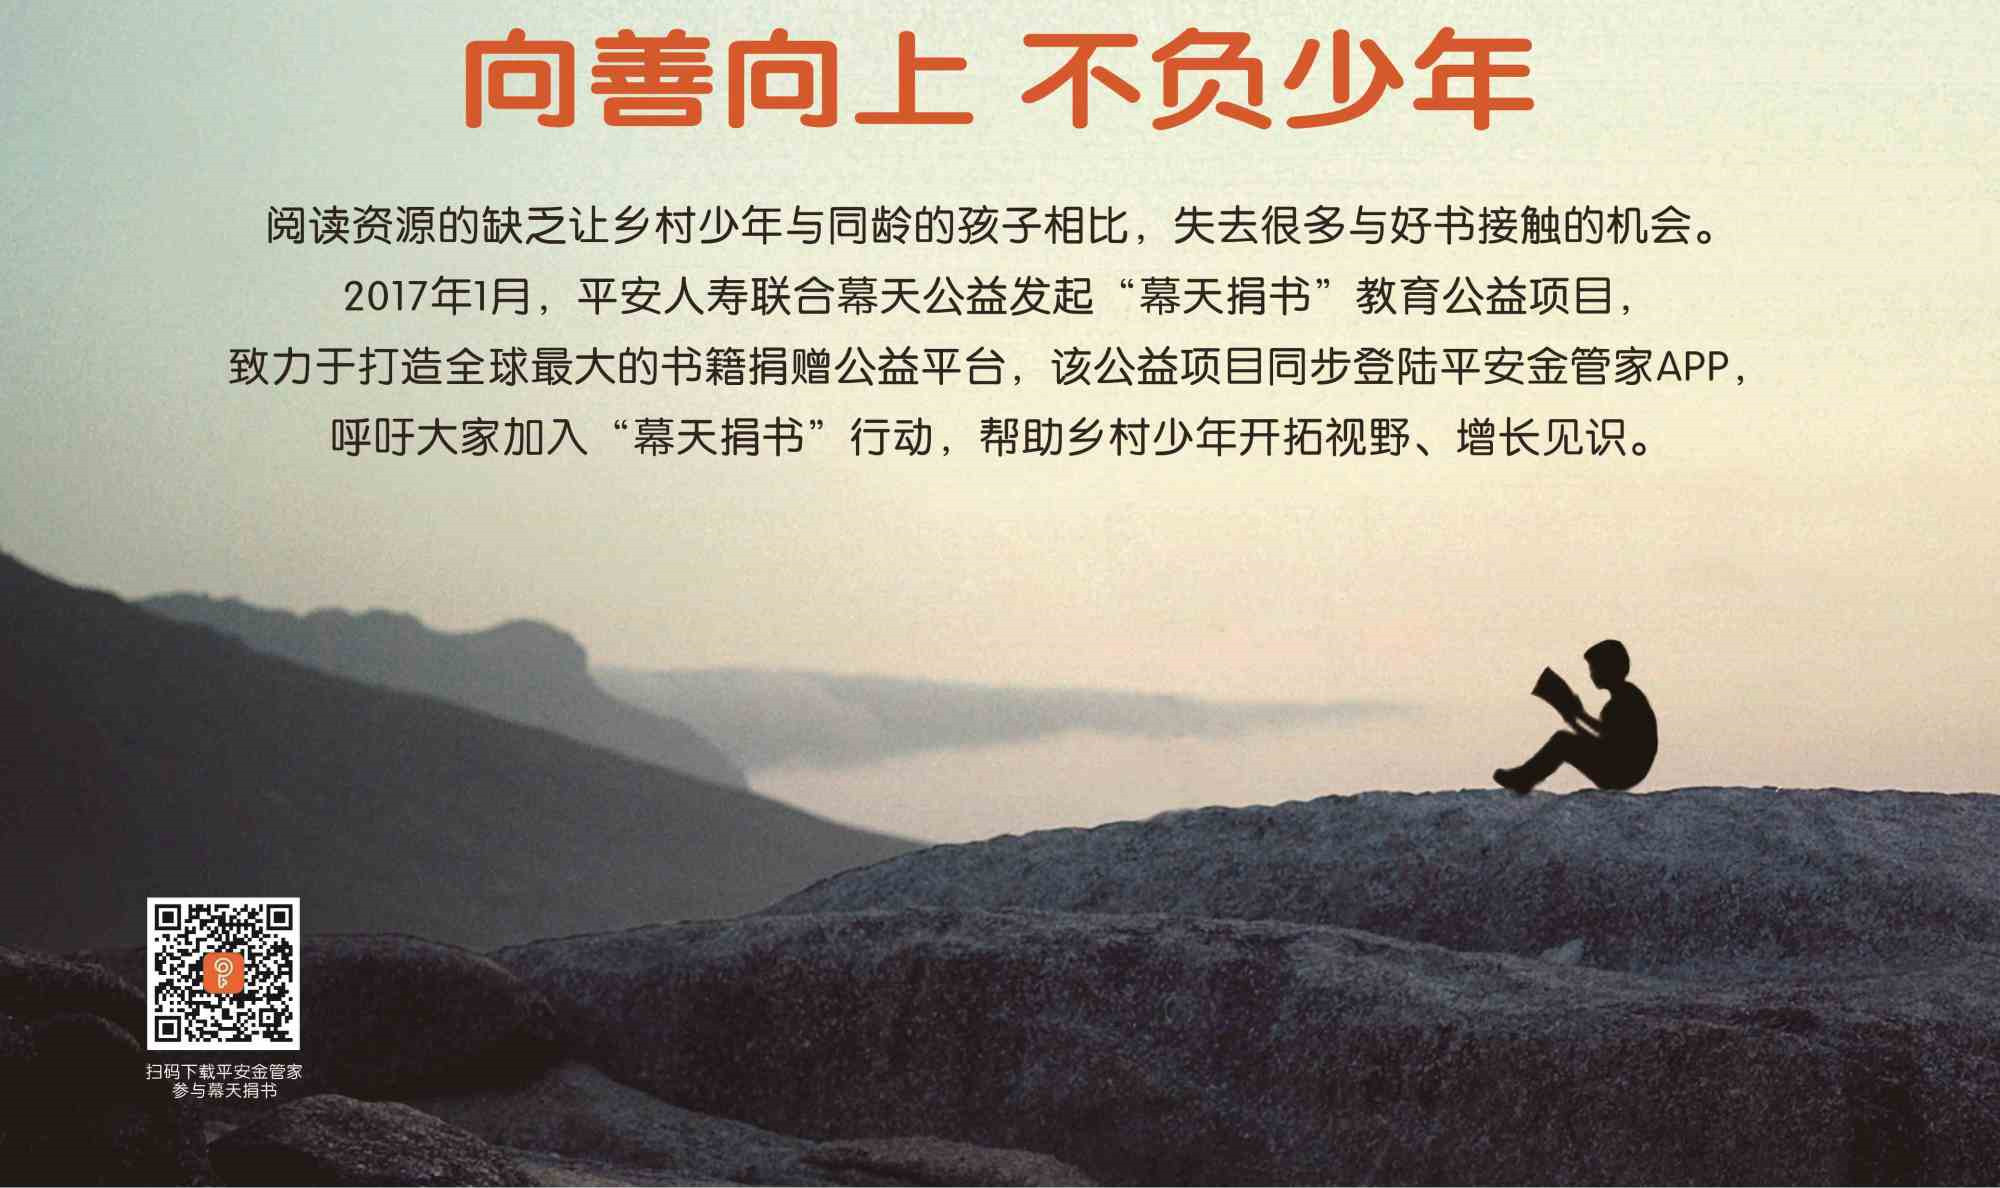 向善向上 不负少年
阅读资源的缺乏让乡村少年与同龄的孩子相比，失去很多与好书接触的机会。
2017年1月，平安人寿联合幕天公益发起“幕天捐书”教育公益项目，
致力于打造全球最大的书籍捐赠公益平台，该公益项目同步登陆平安金管家APP，
呼吁大家加入“幕天捐书”行动，帮助乡村少年开拓视野、增长见识。
扫码下载平安金管家
参与幕天捐书